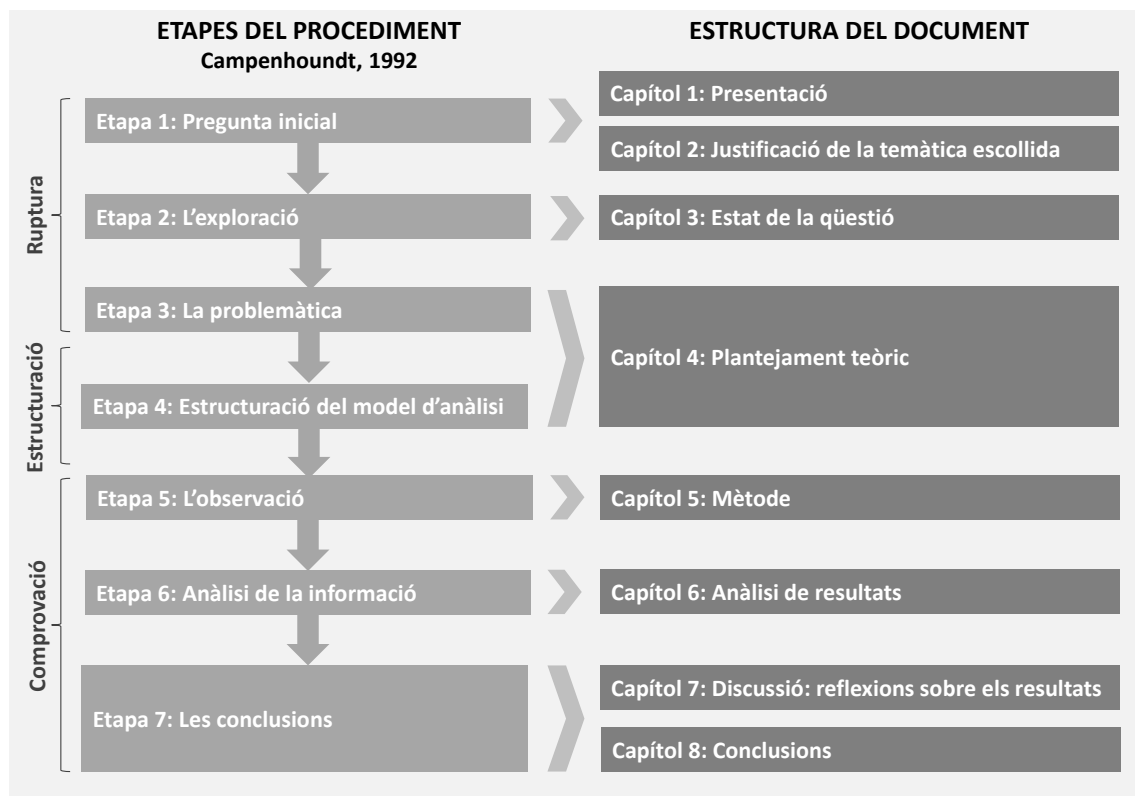 ETAPES DEL PROCEDIMENT
Campenhoundt, 1992
ESTRUCTURA DEL DOCUMENT
Ruptura
Etapa 1: Pregunta inicial
Capítol 1: Presentació
Capítol 2: Justificació de la temàtica escollida
Etapa 2: L'exploració
Capítol 3: Estat de la qüestió
Etapa 3: La problemàtica
Capítol 4: Plantejament teòric
Estructuració
Etapa 4: Estructuració del model d'anàlisi
Comprovació
Etapa 5: L'observació
Capítol 5: Mètode
Etapa 6: Anàlisi de la informació
Capítol 6: Anàlisi de resultats
Etapa 7: Les conclusions
Capítol 7: Discussió: reflexions sobre els resultats
Capítol 8: Conclusions